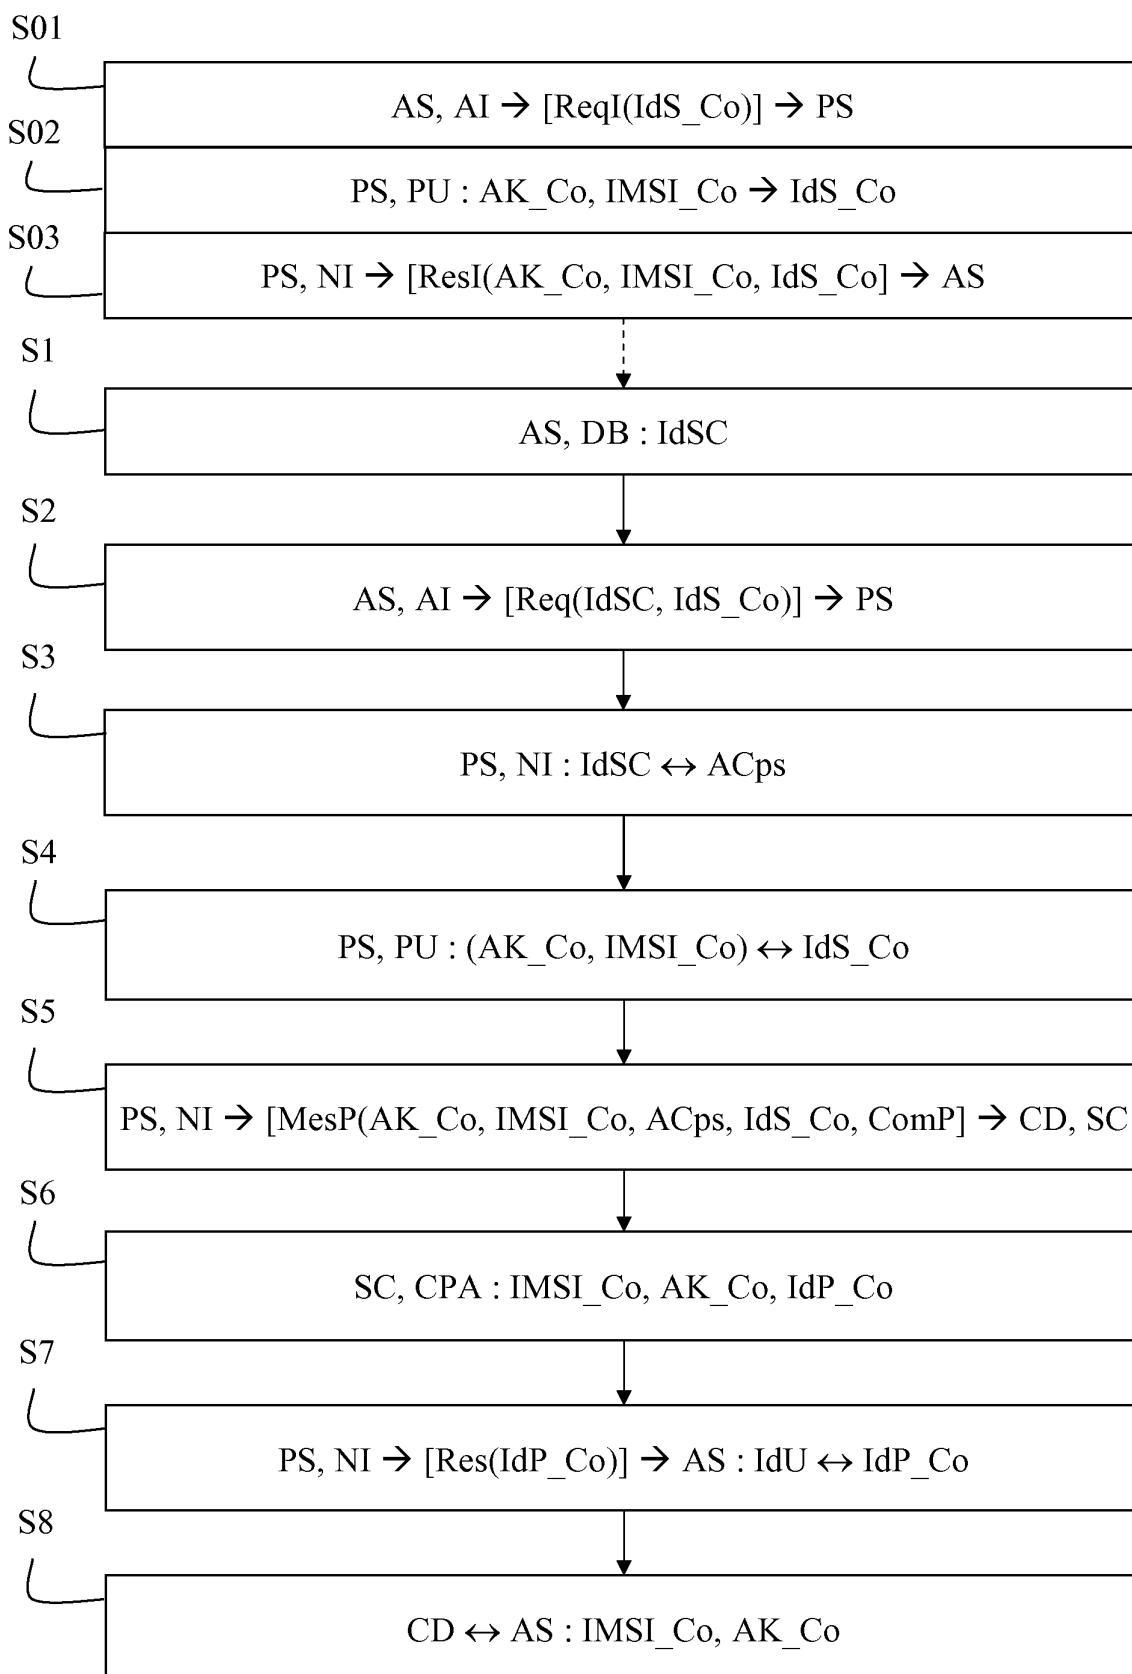 S01
AS, AI → [ReqI(IdS_Co)] → PS
S02
PS, PU : AK_Co, IMSI_Co → IdS_Co
S03
PS, NI → [ResI(AK_Co, IMSI_Co, IdS_Co] → AS
S1
AS, DB : IdSC
S2
AS, AI → [Req(IdSC, IdS_Co)] → PS
S3
PS, NI : IdSC ↔ ACps
S4
PS, PU : (AK_Co, IMSI_Co) ↔ IdS_Co
S5
PS, NI → [MesP(AK_Co, IMSI_Co, ACps, IdS_Co, ComP] → CD, SC
S6
SC, CPA : IMSI_Co, AK_Co, IdP_Co
S7
PS, NI → [Res(IdP_Co)] → AS : IdU ↔ IdP_Co
S8
CD ↔ AS : IMSI_Co, AK_Co